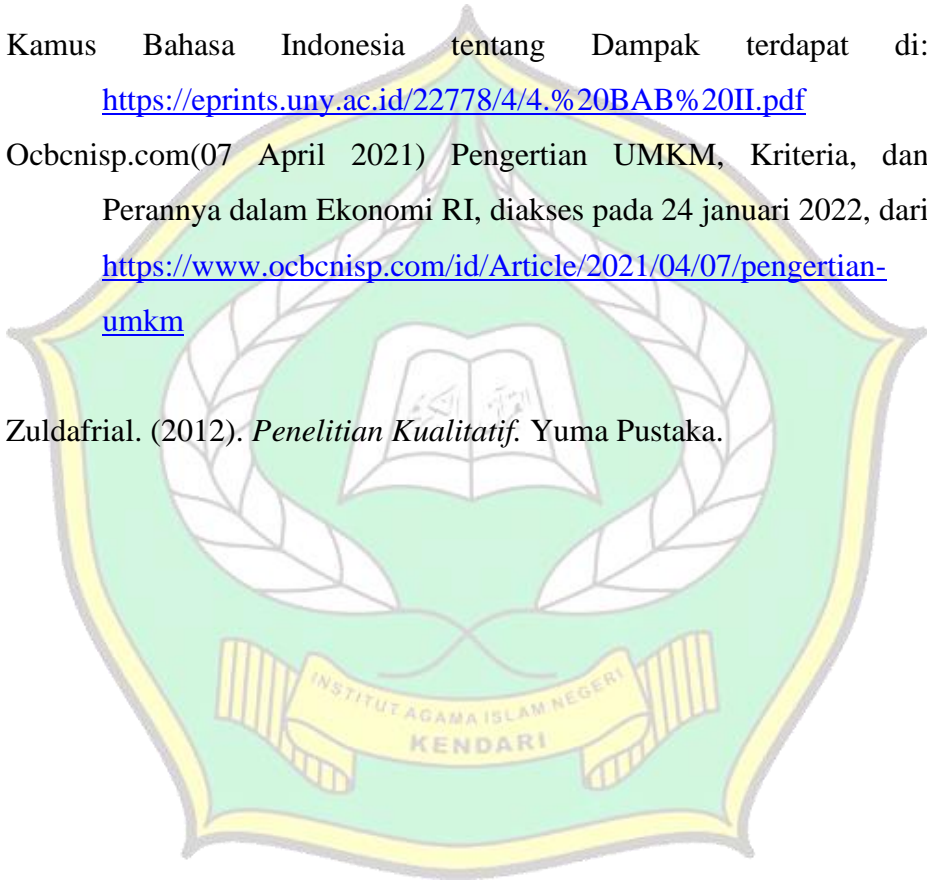 Kamus Bahasa Indonesia tentang Dampak terdapat di:
https://eprints.uny.ac.id/22778/4/4.%20BAB%20II.pdf
Ocbcnisp.com(07 April 2021) Pengertian UMKM, Kriteria, dan
Perannya dalam Ekonomi RI, diakses pada 24 januari 2022, dari
https://www.ocbcnisp.com/id/Article/2021/04/07/pengertian-
umkm
Zuldafrial. (2012). Penelitian Kualitatif. Yuma Pustaka.
INSTITUT AGAMA ISLAM NEGERI
KENDARI